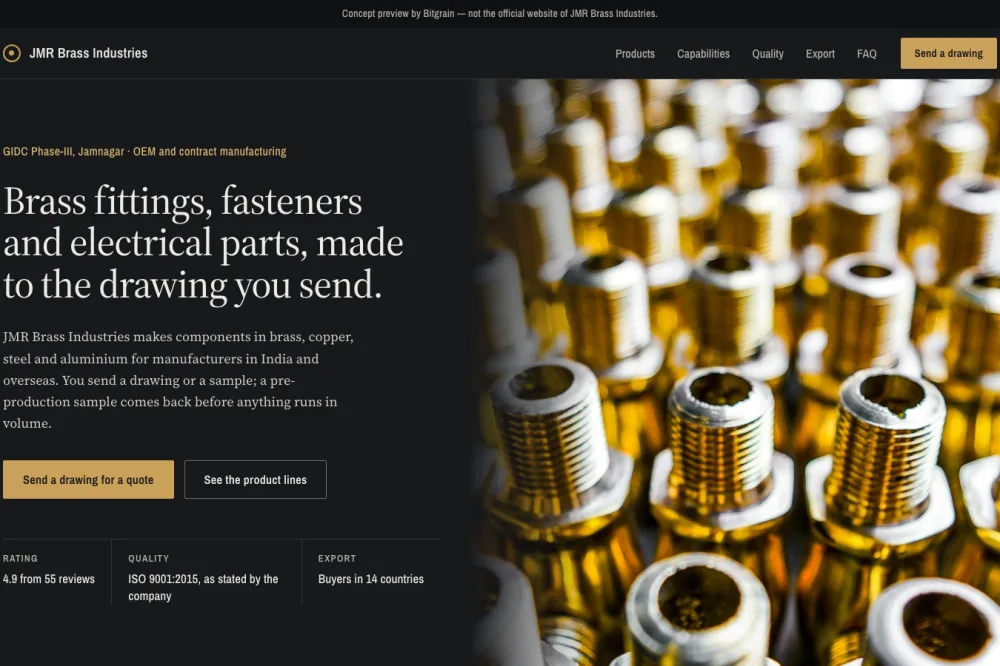 Concept preview by Bitgrain — not the official website of JMR Brass Industries.
JMR Brass Industries
Products
Capabilities
Quality
Export
FAQ
Send a drawing
GIDC Phase-III, Jamnagar · OEM and contract manufacturing
Brass fittings, fasteners
and electrical parts, made
to the drawing you send.
JMR Brass Industries makes components in brass, copper,
steel and aluminium for manufacturers in India and
overseas. You send a drawing or a sample; a pre-
production sample comes back before anything runs in
volume.
Send a drawing for a quote
See the product lines
RATING
4.9 from 55 reviews
QUALITY
ISO 9001:2015, as stated by the
company
EXPORT
Buyers in 14 countries